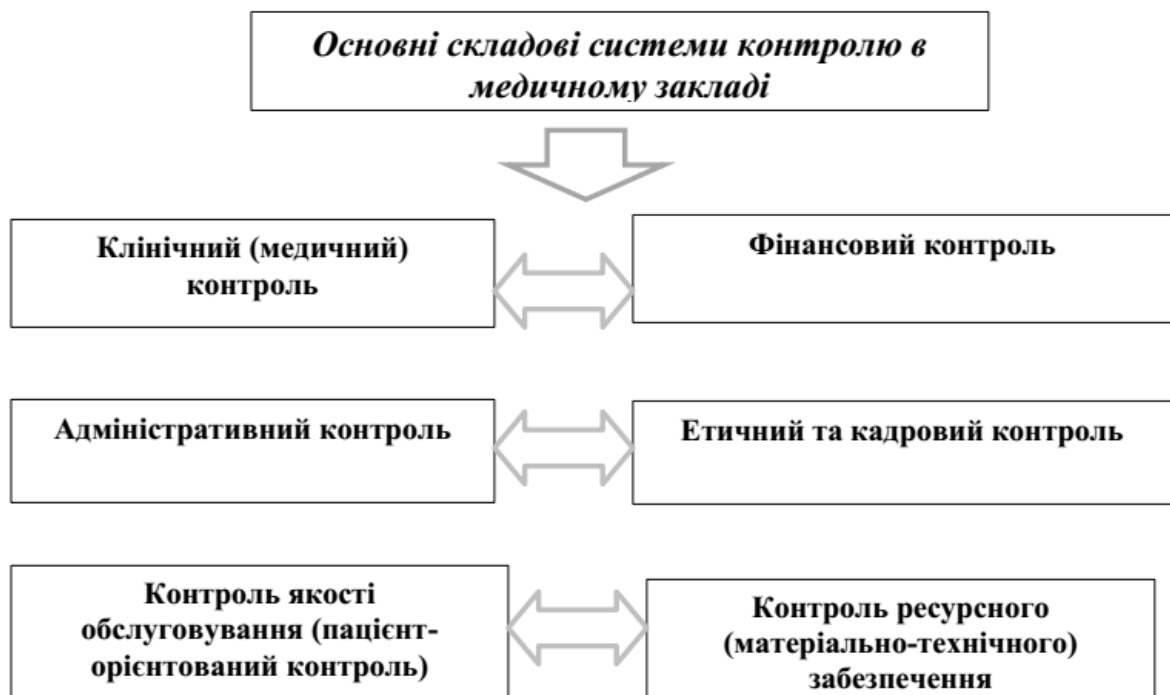 Основні складові системи контролю в
медичному закладі
Клінічний (медичний)
контроль
Фінансовий контроль
Адміністративний контроль
Етичний та кадровий контроль
Контроль якості
обслуговування (пацієнт-
орієнтований контроль)
Контроль ресурсного
(матеріально-технічного)
забезпечення